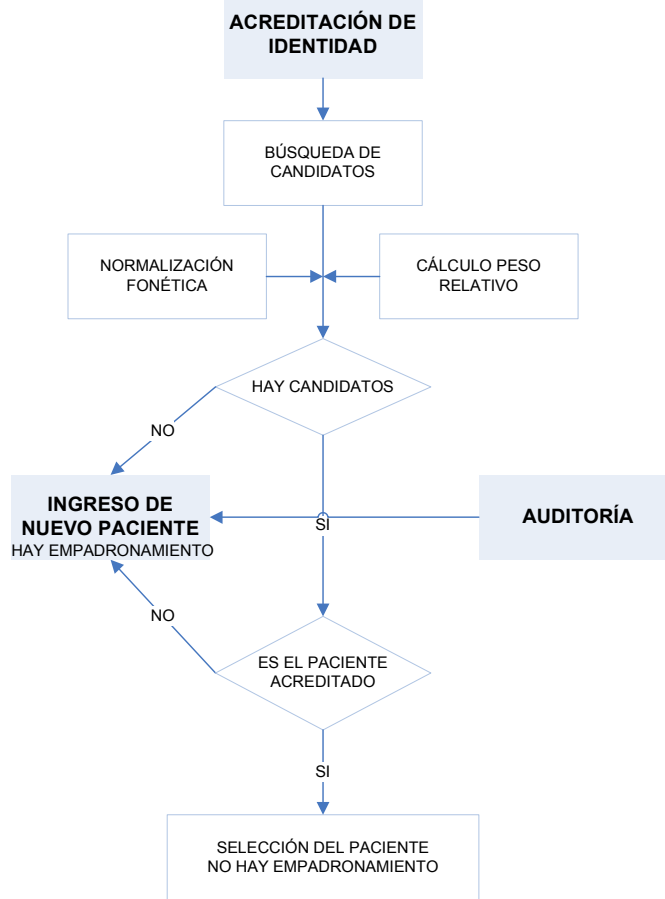 ACREDITACIÓN DE
IDENTIDAD
BÚSQUEDA DE
CANDIDATOS
NORMALIZACIÓN
FONÉTICA
CÁLCULO PESO
RELATIVO
HAY CANDIDATOS
NO
INGRESO DE
NUEVO PACIENTE
HAY EMPADRONAMIENTO
SI
AUDITORÍA
NO
ES EL PACIENTE
ACREDITADO
SI
SELECCIÓN DEL PACIENTE
NO HAY EMPADRONAMIENTO